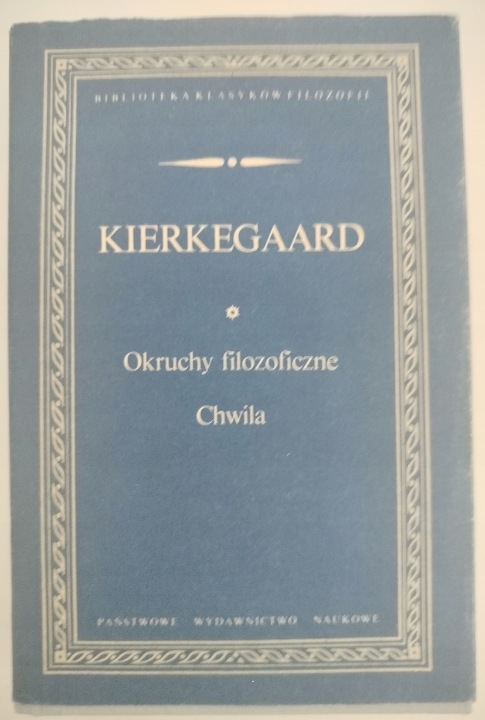 BIBLIOTEKA KLASYKÓW FILOZOFII
KIERKEGAARD
Okruchy filozoficzne
Chwila
PAŃSTWOWE WYDAWNICTWO NAUKOWE